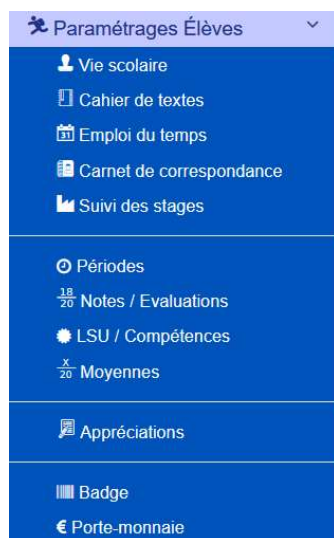 Paramétrages Élèves
Vie scolaire
Cahier de textes
31 Emploi du temps
Carnet de correspondance
Suivi des stages
Périodes
18/20 Notes / Evaluations
LSU / Compétences
x/20 Moyennes
Appréciations
Badge
€ Porte-monnaie